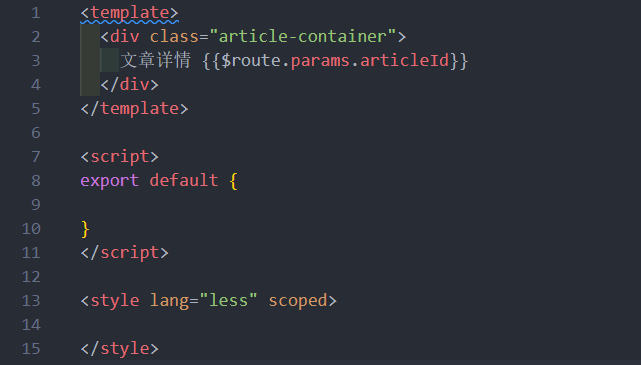 1 <template>
2 <div class="article-container">
3 文章详情 {{$route.params.articleId}}
4 </div>
5 </template>
6
7 <script>
8 export default {
9
10 }
11 </script>
12
13 <style lang="less" scoped>
14
15 </style>